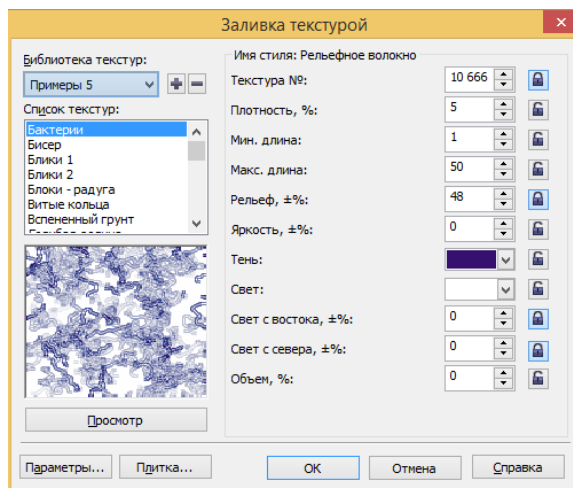 Заливка текстурой
Библиотека текстур:
Примеры 5
Список текстур:
Бактерии
Бисер
Блики 1
Блики 2
Блоки - радуга
Витые кольца
Вспененный грунт
Просмотр
Имя стиля: Рельефное волокно
Текстура №: 10 666
Плотность, %: 5
Мин. длина: 1
Макс. длина: 50
Рельеф, ±%: 48
Яркость, ±%: 0
Тень:
Свет:
Свет с востока, ±%: 0
Свет с севера, ±%: 0
Объем, %: 0
Параметры... Плитка... OK Отмена Справка